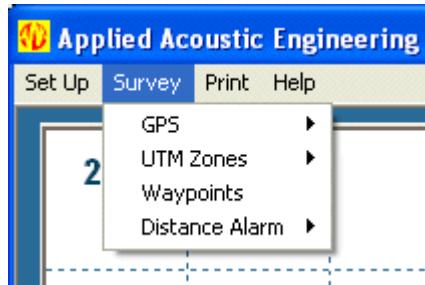 Applied Acoustic Engineering
Set Up Survey Print Help
GPS
UTM Zones
Waypoints
Distance Alarm
2